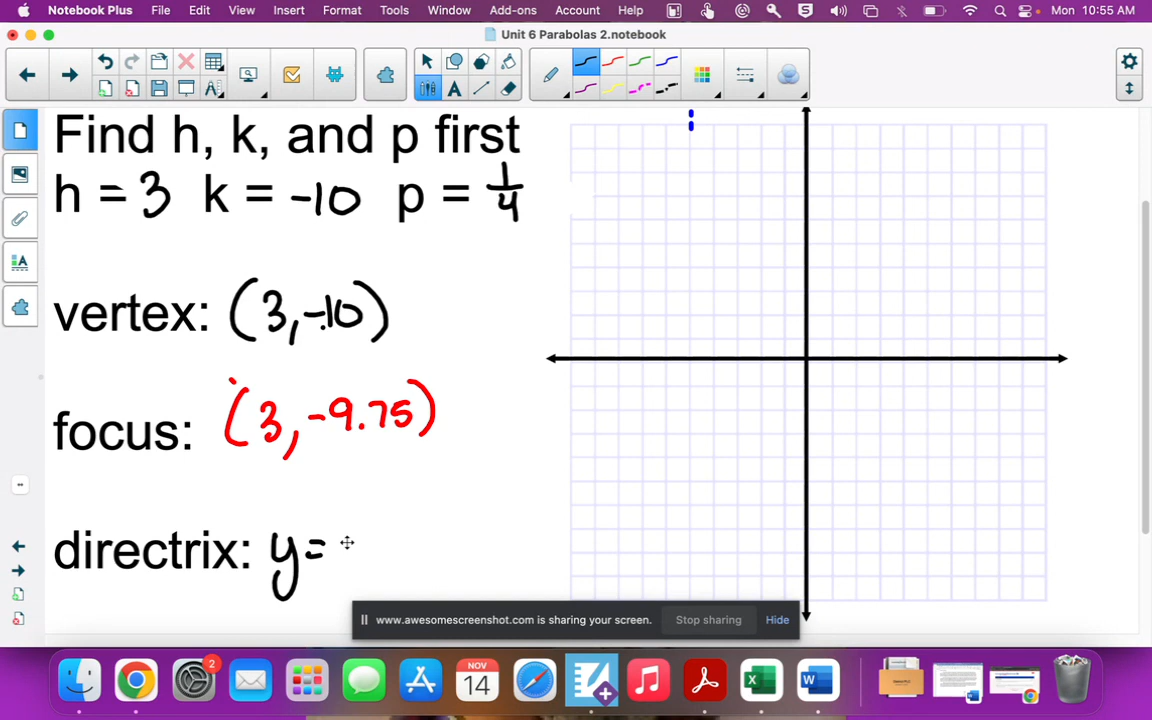 Notebook Plus File Edit View Insert Format Tools Window Add-ons Account Help S Mon 10:55 AM
Unit 6 Parabolas 2.notebook
Find h, k, and p first
h = 3 k = -10 p = 1/4
vertex: (3, -10)
focus: (3, -9.75)
directrix: y=
www.awesomescreenshot.com is sharing your screen. Stop sharing Hide
2
NOV
14